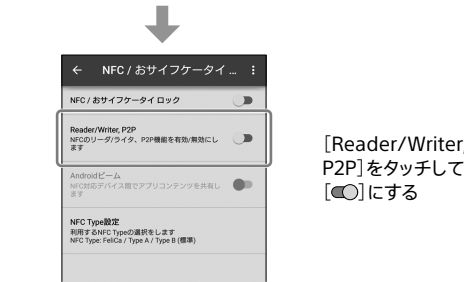 NFC / おサイフケータイ ...
NFC / おサイフケータイ ロック
Reader/Writer, P2P
NFCのリーダ/ライタ、P2P機能を有効/無効にし
ます
Androidビーム
NFC対応デバイス間でアプリコンテンツを共有し
ます
NFC Type設定
利用するNFC Typeの選択をします
NFC Type: FeliCa / Type A / Type B (標準)
[Reader/Writer,
P2P]をタッチして
[]にする